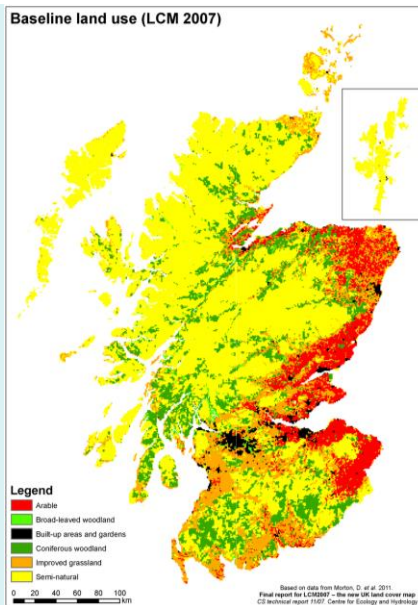 Baseline land use (LCM 2007)
Legend
Arable
Broad-leaved woodland
Built-up areas and gardens
Coniferous woodland
Improved grassland
Semi-natural
0 20 40 60 80 100
km
Based on data from Morton, D. et al. 2011.
Final report for LCM2007 – the new UK land cover map
CS technical report 11/07. Centre for Ecology and Hydrology